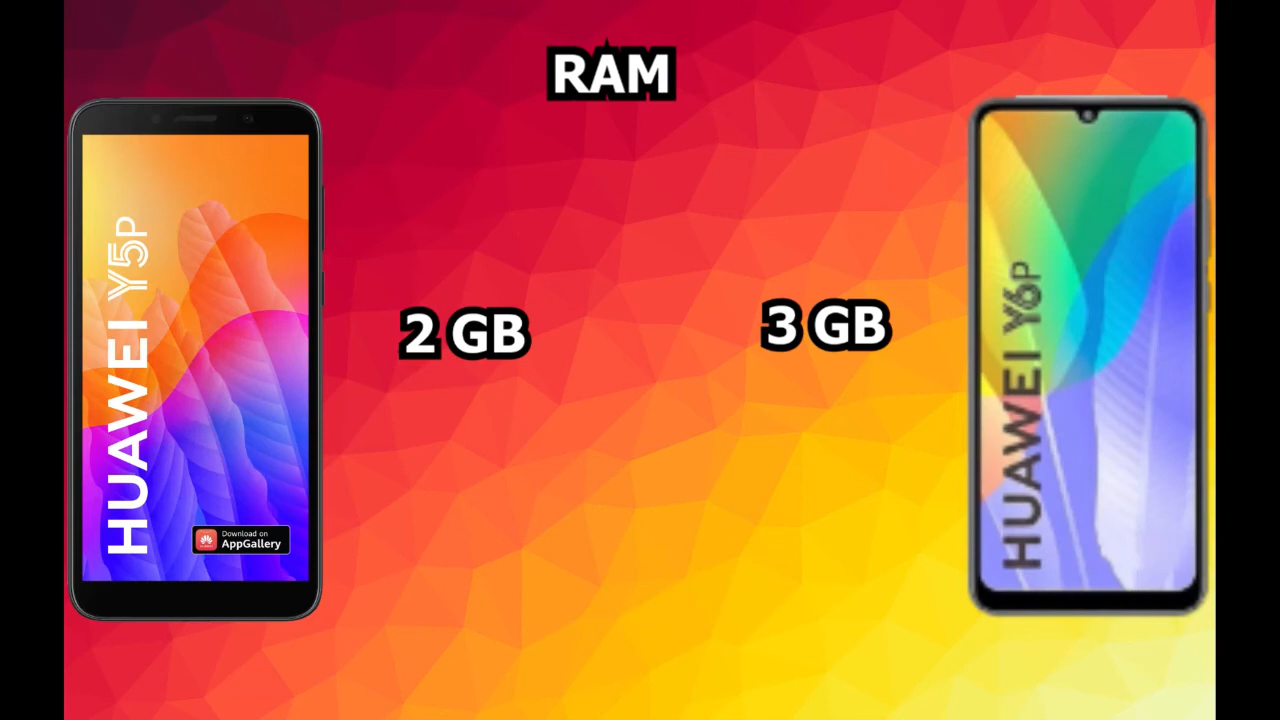 RAM
HUAWEI Y5P
Download on
AppGallery
2 GB
3 GB
HUAWEI Y6P